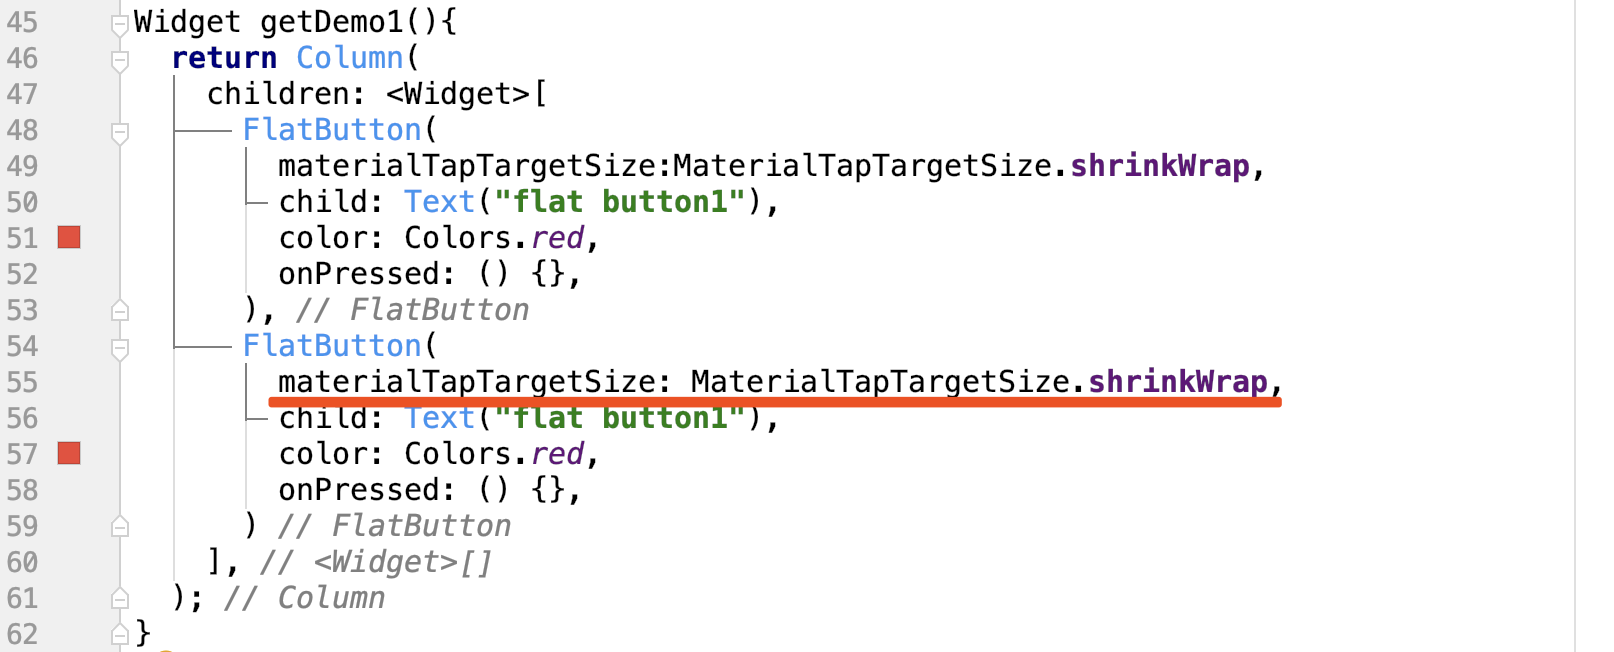 45 Widget getDemo1(){
46 return Column(
47 children: <Widget>[
48 FlatButton(
49 materialTapTargetSize:MaterialTapTargetSize.shrinkWrap,
50 child: Text("flat button1"),
51 color: Colors.red,
52 onPressed: () {},
53 ), // FlatButton
54 FlatButton(
55 materialTapTargetSize: MaterialTapTargetSize.shrinkWrap,
56 child: Text("flat button1"),
57 color: Colors.red,
58 onPressed: () {},
59 ) // FlatButton
60 ], // <Widget>[]
61 ); // Column
62 }